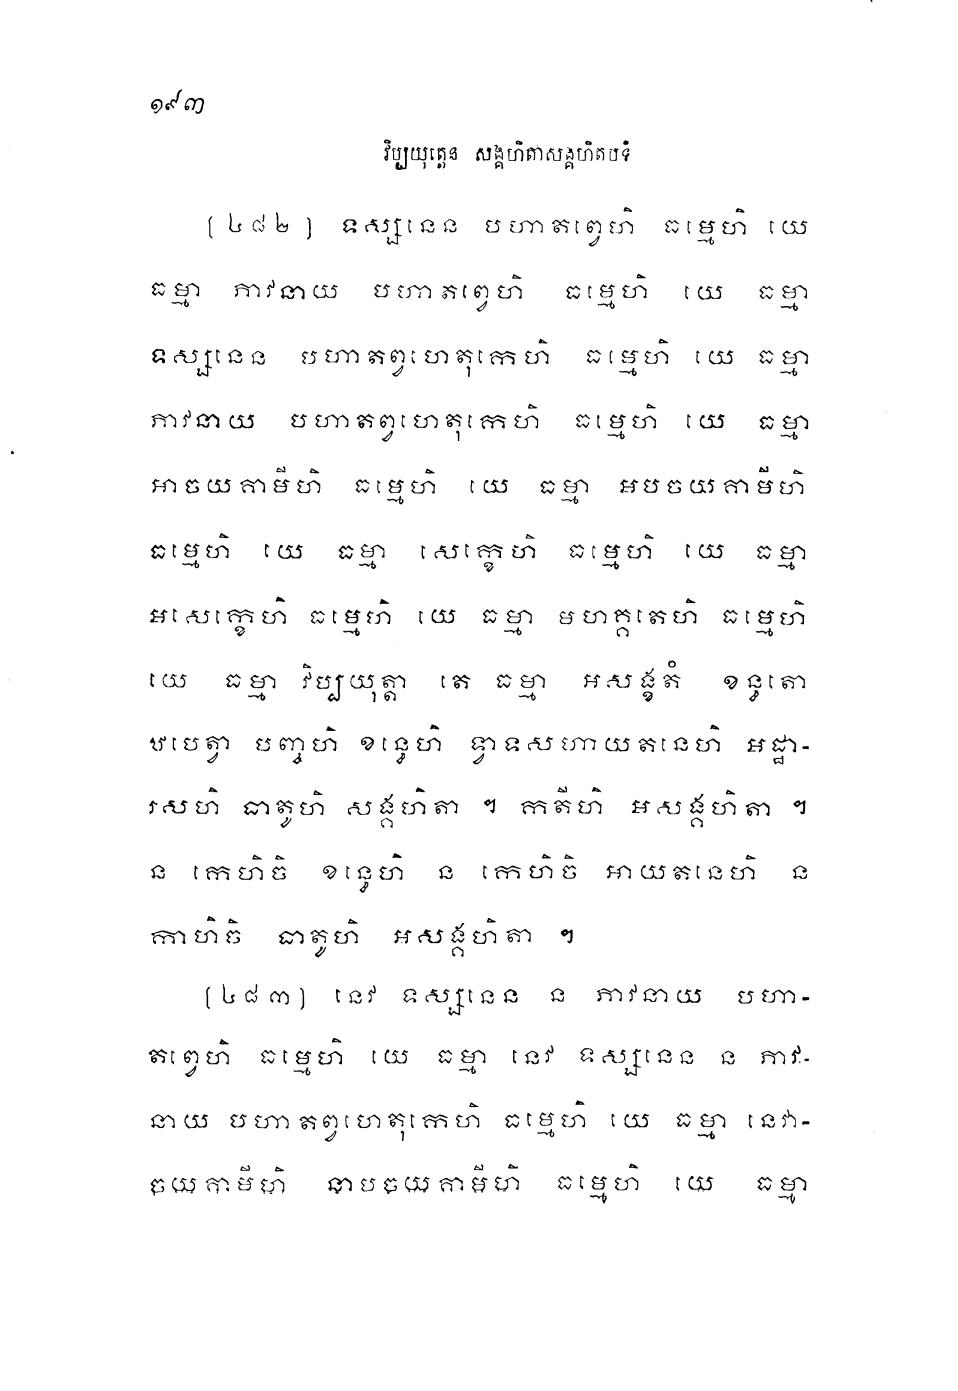 ១៩៣
វិប្បយុត្តេន សង្គហិតាសង្គហិតបទំ
(៤៨២) ទស្សនេន បហាតព្វេហិ ធម្មេហិ យេ
ធម្មា ភាវនាយ បហាតព្វេហិ ធម្មេហិ យេ ធម្មា
ទស្សនេន បហាតព្វហេតុកេហិ ធម្មេហិ យេ ធម្មា
ភាវនាយ បហាតព្វហេតុកេហិ ធម្មេហិ យេ ធម្មា
អាចយគាមីហិ ធម្មេហិ យេ ធម្មា អបចយគាមីហិ
ធម្មេហិ យេ ធម្មា សេក្ខេហិ ធម្មេហិ យេ ធម្មា
អសេក្ខេហិ ធម្មេហិ យេ ធម្មា មហគ្គតេហិ ធម្មេហិ
យេ ធម្មា វិប្បយុត្តា តេ ធម្មា អសង្ខតំ ខន្ធតោ
ឋបេត្វា បញ្ចហិ ខន្ធេហិ ទ្វាទសហាយតនេហិ អដ្ឋា-
រសហិ ធាតូហិ សង្គហិតា ។ កតីហិ អសង្គហិតា ។
ន កេហិចិ ខន្ធេហិ ន កេហិចិ អាយតនេហិ ន
កាហិចិ ធាតូហិ អសង្គហិតា ។
(៤៨៣) នេវ ទស្សនេន ន ភាវនាយ បហា-
តព្វេហិ ធម្មេហិ យេ ធម្មា នេវ ទស្សនេន ន ភាវ-
នាយ បហាតព្វហេតុកេហិ ធម្មេហិ យេ ធម្មា នេវា-
ចយគាមីហិ នាបចយគាមីហិ ធម្មេហិ យេ ធម្មា